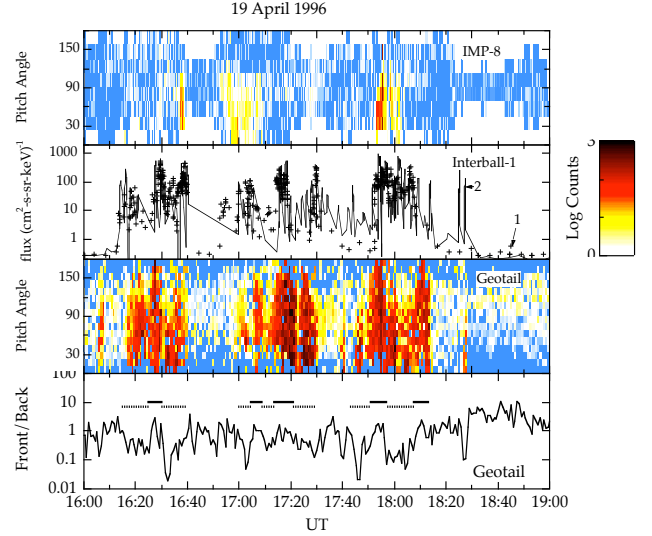 19 April 1996
Pitch Angle
150
90
30
IMP-8
flux (cm²-s-sr-keV)⁻¹
1000
100
10
1
Interball-1
2
1
Pitch Angle
150
90
30
Geotail
Front/Back
100
10
1
0.1
0.01
Geotail
16:00 16:20 16:40 17:00 17:20 17:40 18:00 18:20 18:40 19:00
UT
Log Counts
3
0